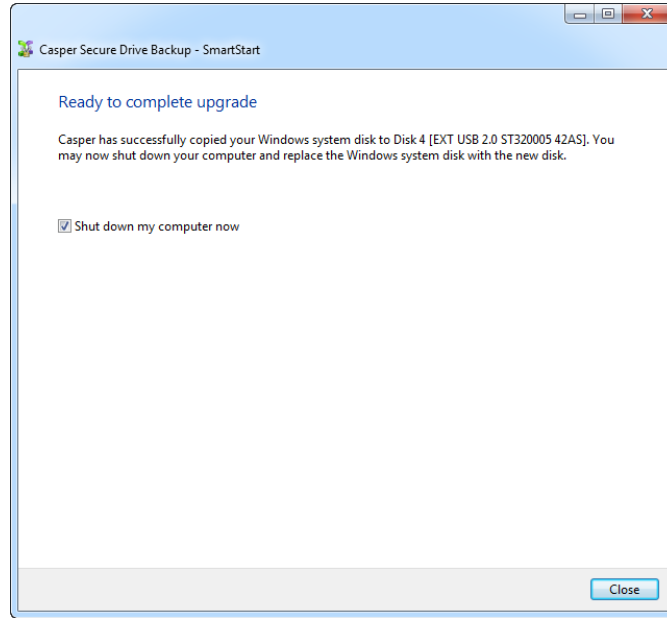 Casper Secure Drive Backup - SmartStart
Ready to complete upgrade
Casper has successfully copied your Windows system disk to Disk 4 [EXT USB 2.0 ST320005 42AS]. You
may now shut down your computer and replace the Windows system disk with the new disk.
Shut down my computer now
Close